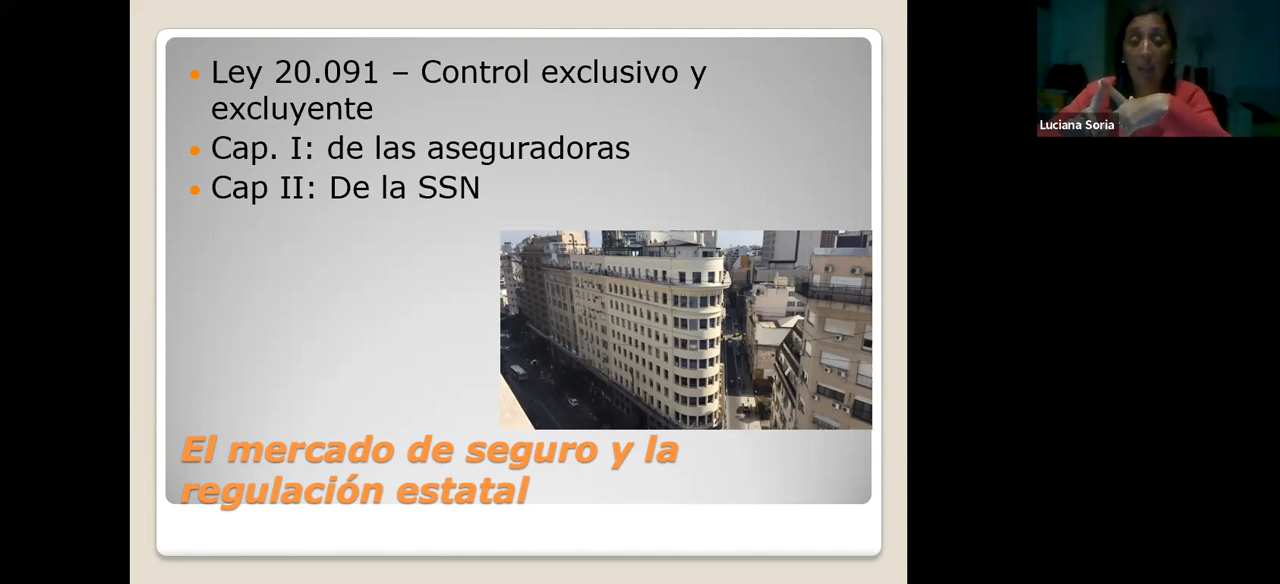 Ley 20.091 – Control exclusivo y
excluyente
Cap. I: de las aseguradoras
Cap II: De la SSN
El mercado de seguro y la
regulación estatal
Luciana Soria